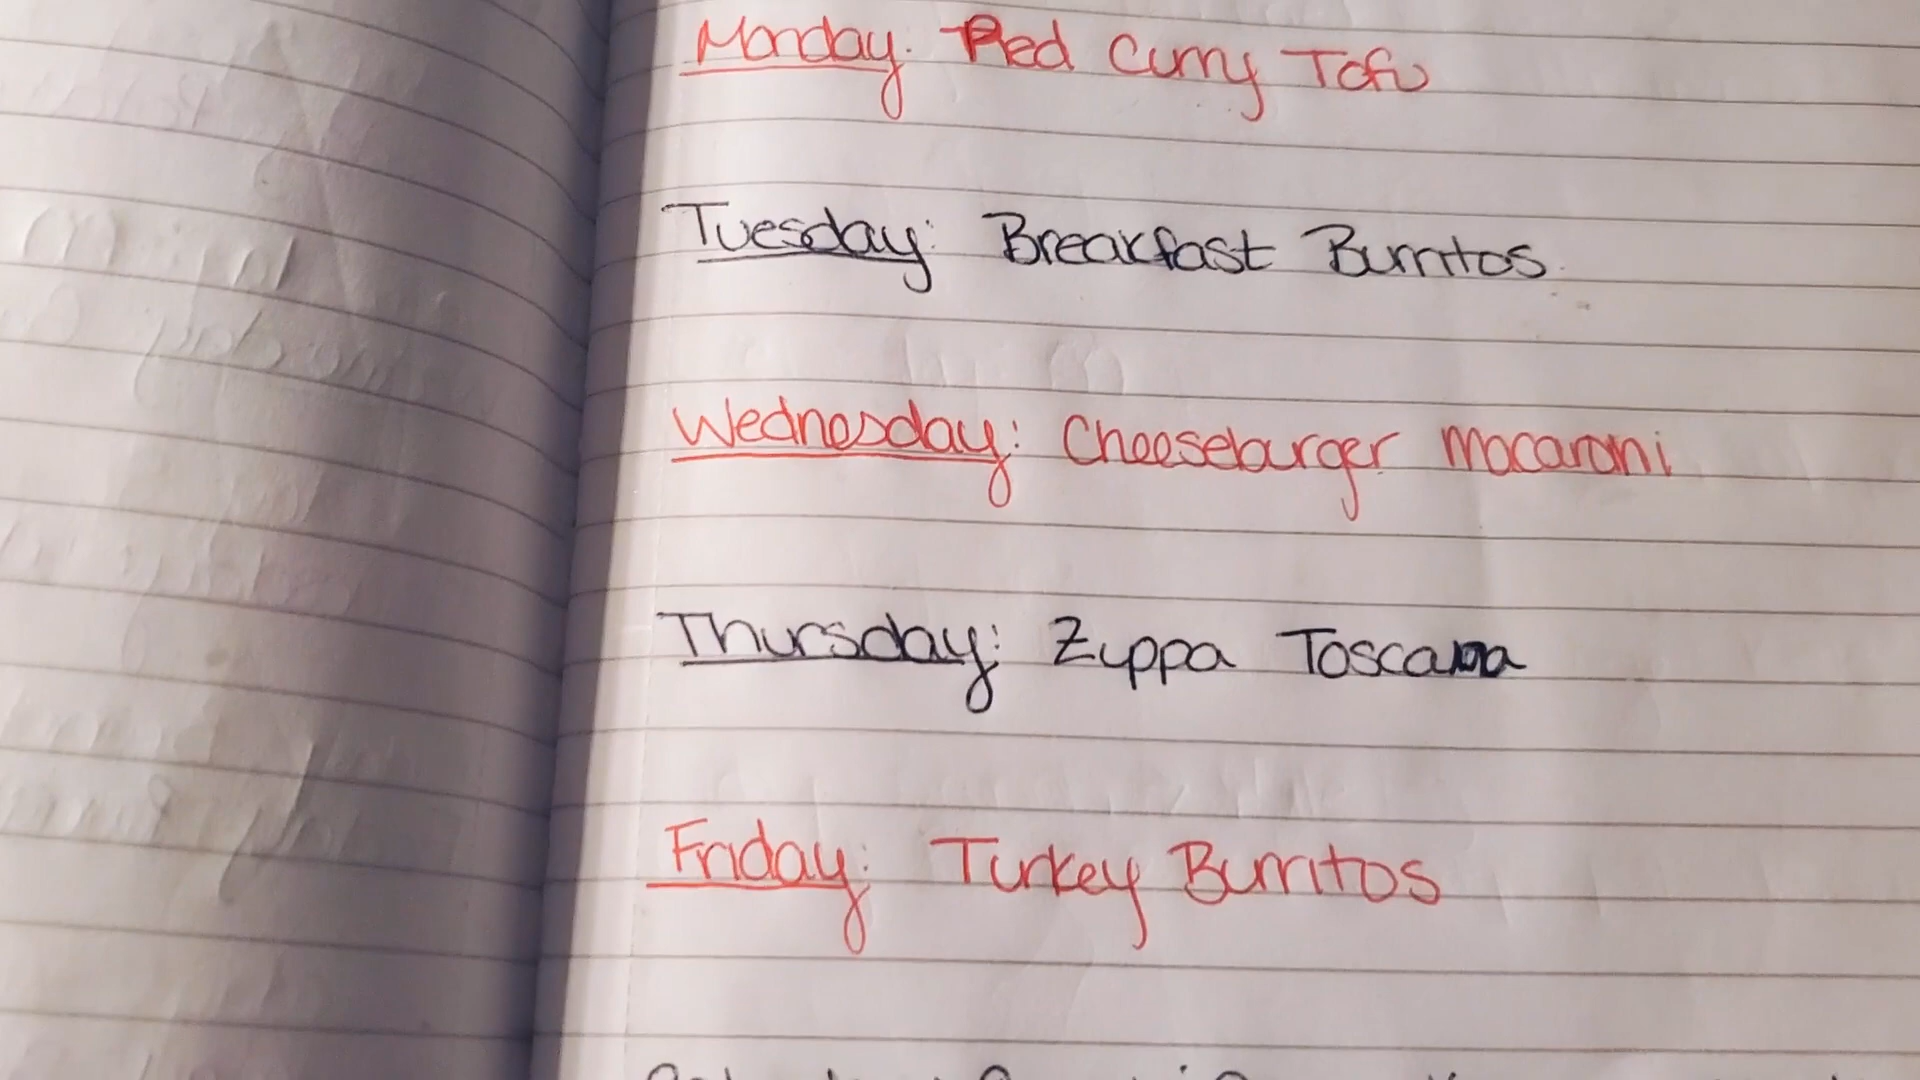 Monday: Red Curry Tofu
Tuesday: Breakfast Burritos
Wednesday: Cheeseburger Macaroni
Thursday: Zuppa Toscana
Friday: Turkey Burritos